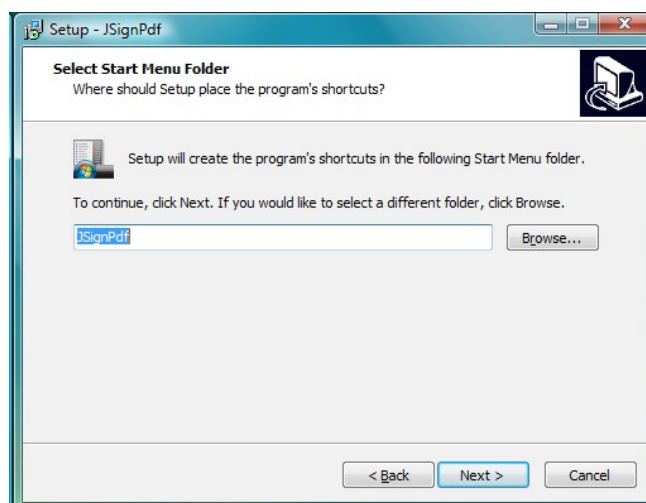 Setup - JSignPdf
Select Start Menu Folder
Where should Setup place the program's shortcuts?
Setup will create the program's shortcuts in the following Start Menu folder.
To continue, click Next. If you would like to select a different folder, click Browse.
JSignPdf
Browse...
< Back Next > Cancel